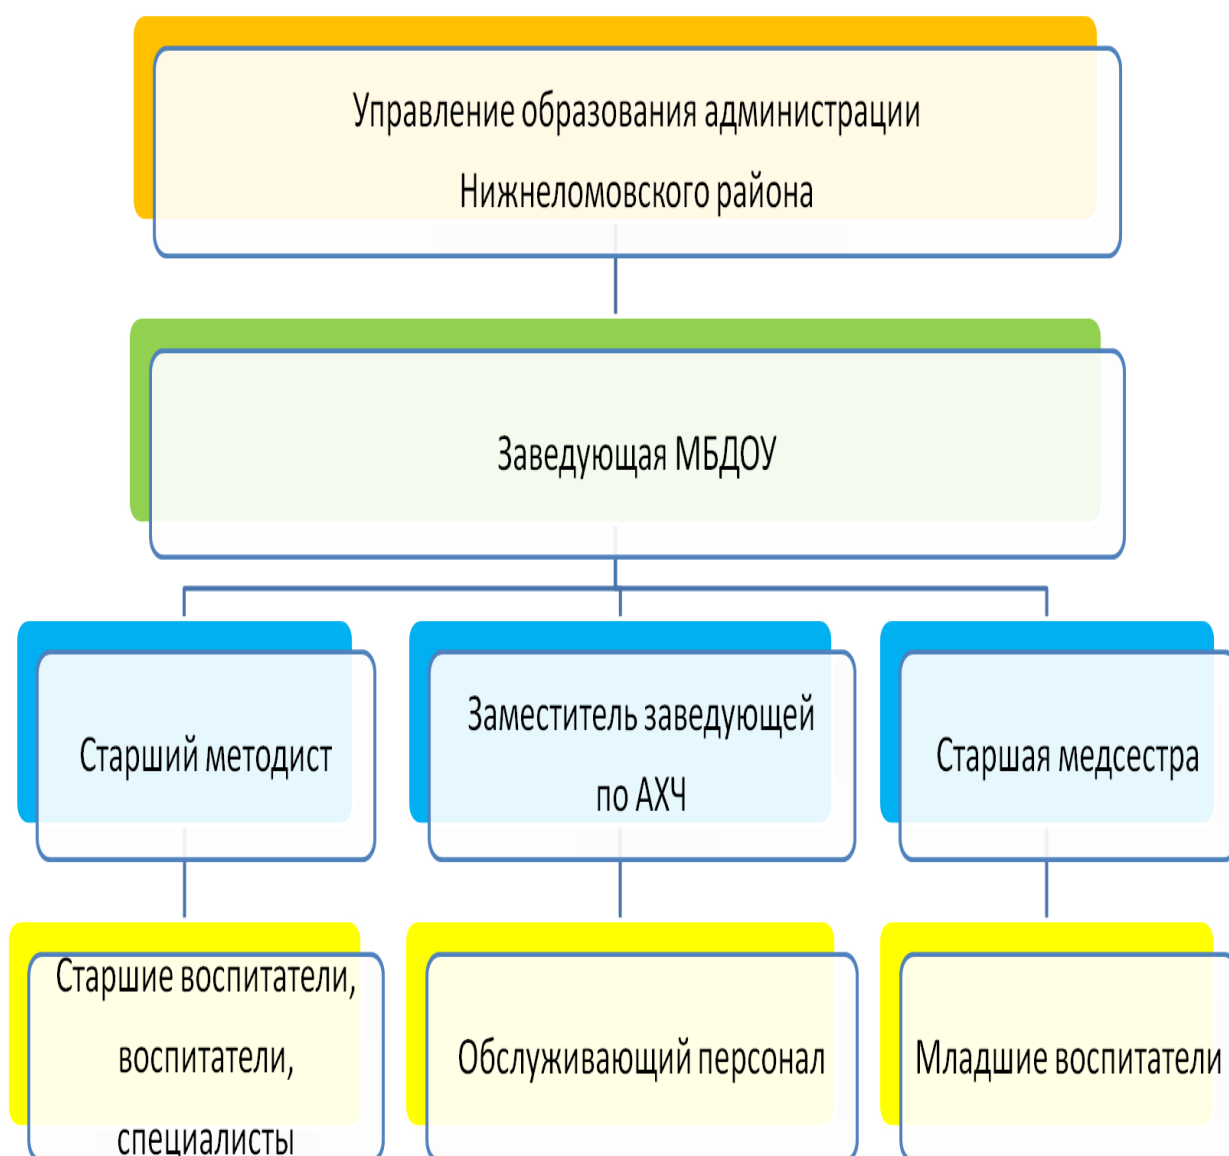 Управление образования администрации
Нижнеломовского района
Заведующая МБДОУ
Старший методист
Заместитель заведующей
по АХЧ
Старшая медсестра
Старшие воспитатели,
воспитатели,
специалисты
Обслуживающий персонал
Младшие воспитатели